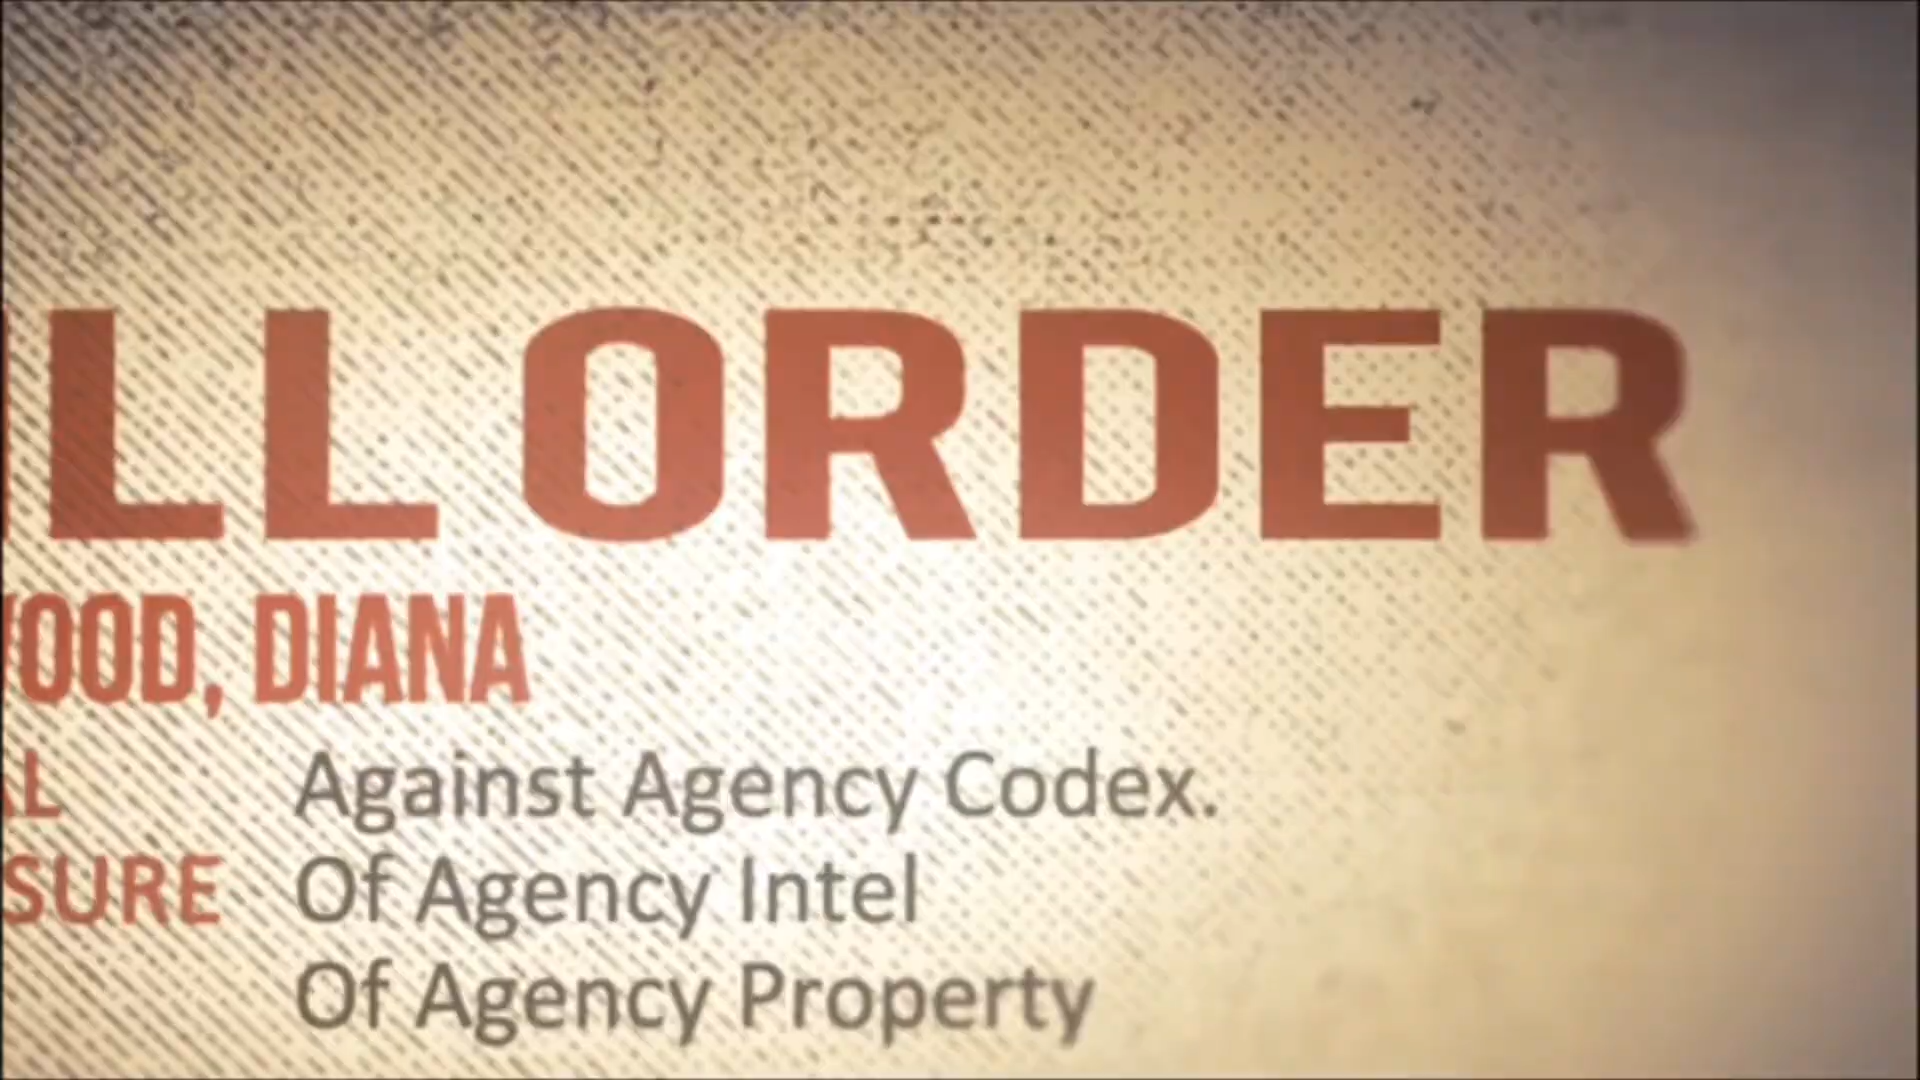 LL ORDER
OOD, DIANA
L Against Agency Codex.
SURE Of Agency Intel
Of Agency Property